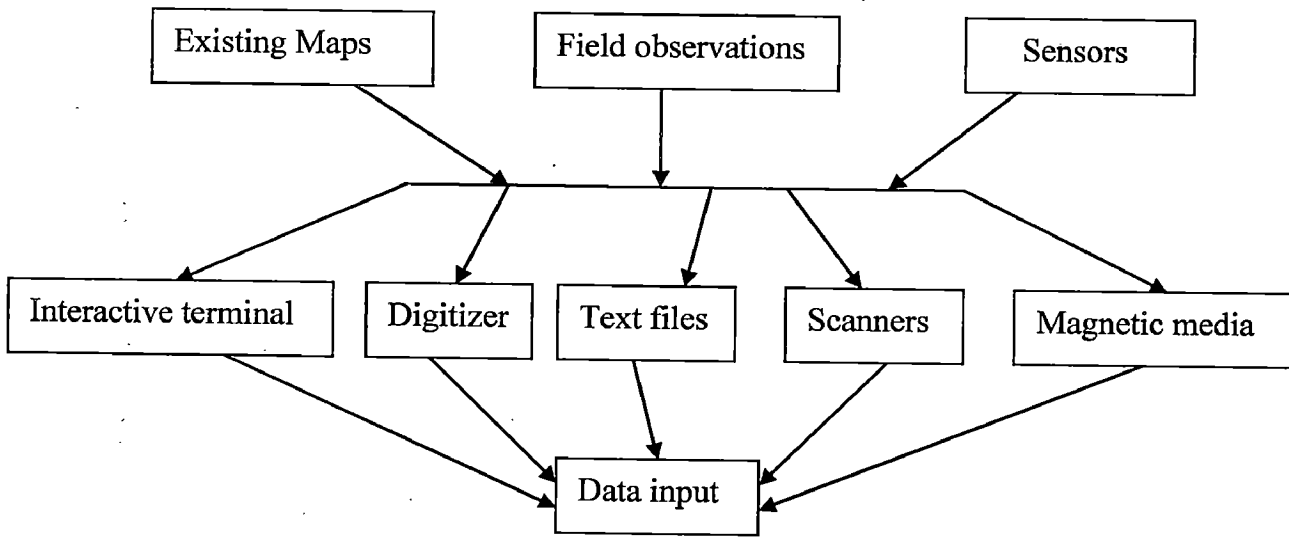 Existing Maps
Field observations
Sensors
Interactive terminal
Digitizer
Text files
Scanners
Magnetic media
Data input